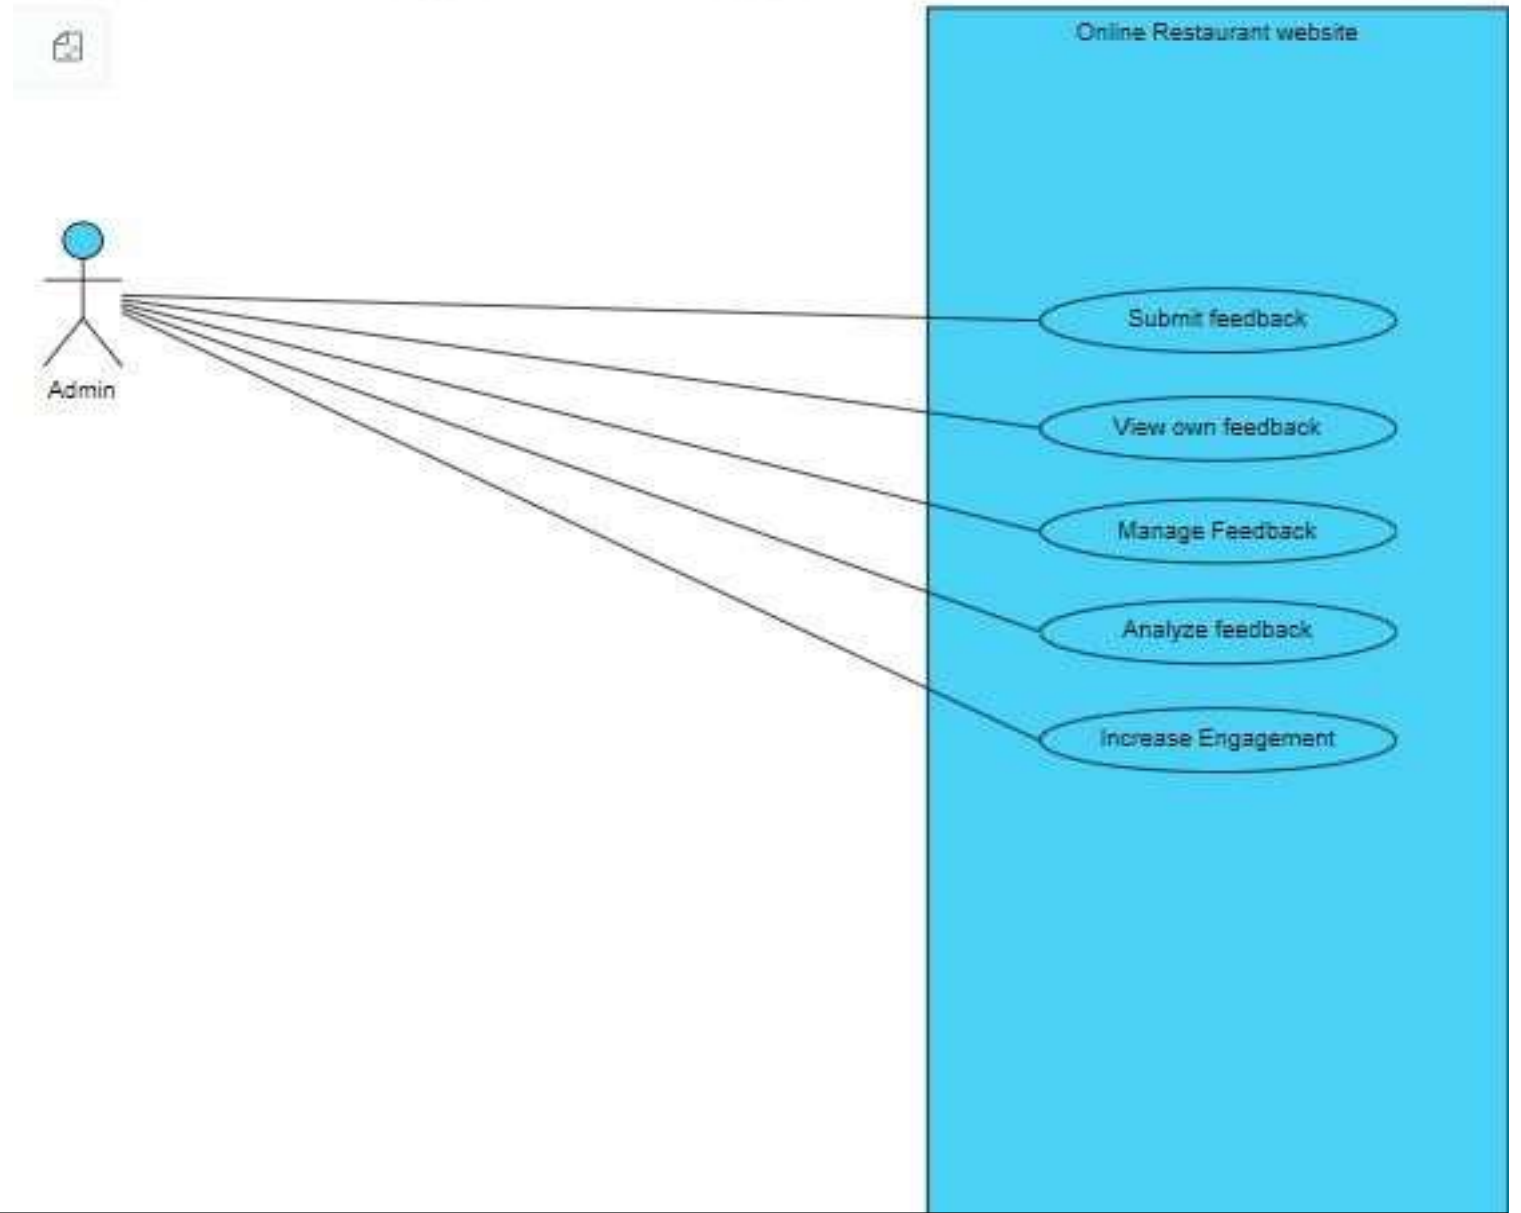 Online Restaurant website
Admin
Submit feedback
View own feedback
Manage Feedback
Analyze feedback
Increase Engagement